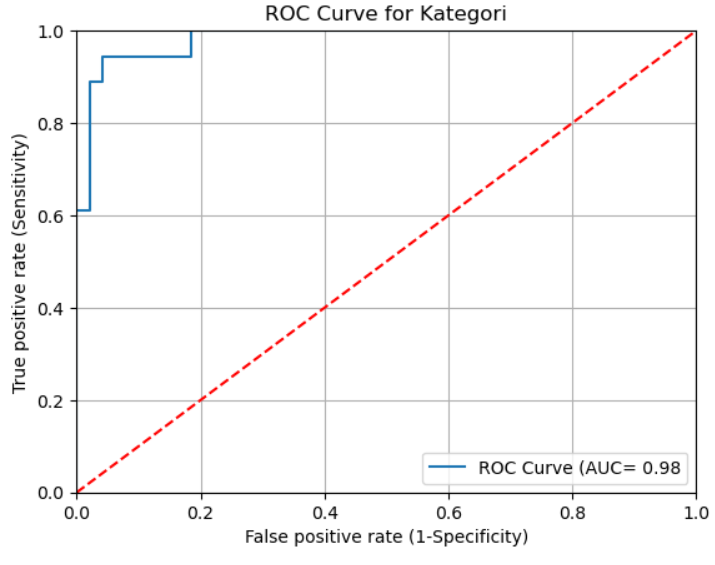 ROC Curve for Kategori
1.0
0.8
0.6
0.4
0.2
0.0
True positive rate (Sensitivity)
ROC Curve (AUC= 0.98
0.0 0.2 0.4 0.6 0.8 1.0
False positive rate (1-Specificity)